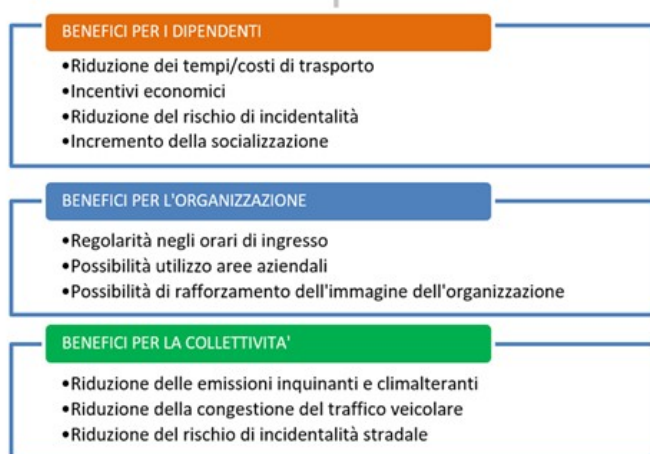 BENEFICI PER I DIPENDENTI
•Riduzione dei tempi/costi di trasporto
•Incentivi economici
•Riduzione del rischio di incidentalità
•Incremento della socializzazione
BENEFICI PER L'ORGANIZZAZIONE
•Regolarità negli orari di ingresso
•Possibilità utilizzo aree aziendali
•Possibilità di rafforzamento dell'immagine dell'organizzazione
BENEFICI PER LA COLLETTIVITA'
•Riduzione delle emissioni inquinanti e climalteranti
•Riduzione della congestione del traffico veicolare
•Riduzione del rischio di incidentalità stradale